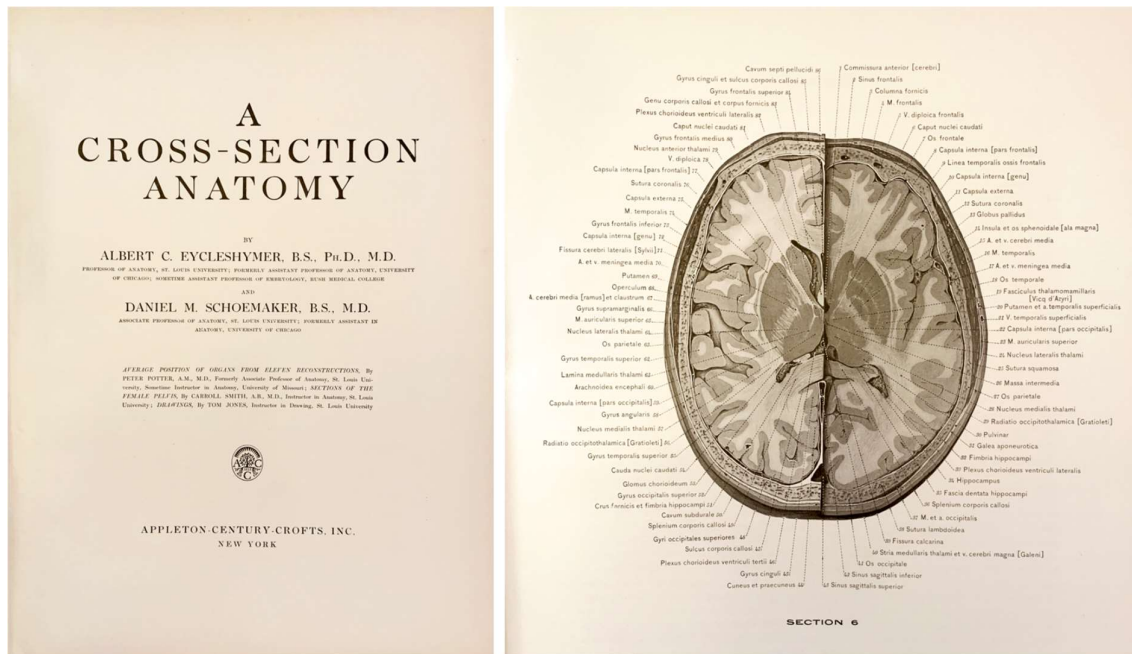 A
CROSS-SECTION
ANATOMY
BY
ALBERT C. EYCLESHYMER, B.S., PH.D., M.D.
PROFESSOR OF ANATOMY, ST. LOUIS UNIVERSITY; FORMERLY ASSISTANT PROFESSOR OF ANATOMY, UNIVERSITY
OF CHICAGO; SOMETIME ASSISTANT PROFESSOR OF EMBRYOLOGY, RUSH MEDICAL COLLEGE
AND
DANIEL M. SCHOEMAKER, B.S., M.D.
ASSOCIATE PROFESSOR OF ANATOMY, ST. LOUIS UNIVERSITY; FORMERLY ASSISTANT IN
ANATOMY, UNIVERSITY OF CHICAGO
AVERAGE POSITION OF ORGANS FROM ELEVEN RECONSTRUCTIONS, By
PETER POTTER, A.M., M.D., Formerly Associate Professor of Anatomy, St. Louis Uni-
versity, Sometime Instructor in Anatomy, University of Missouri; SECTIONS OF THE
FEMALE PELVIS, By CARROLL SMITH, A.B., M.D., Instructor in Anatomy, St. Louis
University; DRAWINGS, By TOM JONES, Instructor in Drawing, St. Louis University
APPLETON-CENTURY-CROFTS, INC.
NEW YORK
Cavum septi pellucidi
Gyrus cinguli et sulcus corporis callosi
Gyrus frontalis superior
Genu corporis callosi et corpus fornicis
Plexus chorioideus ventriculi lateralis
Caput nuclei caudati
Gyrus frontalis medius
Nucleus anterior thalami
V. diploica
Capsula interna [pars frontalis]
Sutura coronalis
Capsula externa
M. temporalis
Gyrus frontalis inferior
Capsula interna [genu]
Fissura cerebri lateralis [Sylvii]
A. et v. meningea media
Putamen
Operculum
A. cerebri media [ramus] et claustrum
Gyrus supramarginalis
M. auricularis superior
Nucleus lateralis thalami
Os parietale
Gyrus temporalis superior
Lamina medullaris thalami
Arachnoidea encephali
Capsula interna [pars occipitalis]
Gyrus angularis
Nucleus medialis thalami
Radiatio occipitothalamica [Gratioleti]
Gyrus temporalis superior
Cauda nuclei caudati
Glomus chorioideum
Gyrus occipitalis superior
Crus fornicis et fimbria hippocampi
Cavum subdurale
Splenium corporis callosi
Gyri occipitales superiores
Sulcus corporis callosi
Plexus chorioideus ventriculi tertii
Gyrus cinguli
Cuneus et praecuneus
Commissura anterior [cerebri]
Sinus frontalis
Columna fornicis
M. frontalis
V. diploica frontalis
Caput nuclei caudati
Os frontale
Capsula interna [pars frontalis]
Linea temporalis ossis frontalis
Capsula interna [genu]
Capsula externa
Sutura coronalis
Globus pallidus
Insula et os sphenoidale [ala magna]
A. et v. cerebri media
M. temporalis
A. et v. meningea media
Os temporale
Fasciculus thalamomamillaris
[Vicq d'Azyri]
Putamen et a. temporalis superficialis
V. temporalis superficialis
Capsula interna [pars occipitalis]
M. auricularis superior
Nucleus lateralis thalami
Sutura squamosa
Massa intermedia
Os parietale
Nucleus medialis thalami
Radiatio occipitothalamica [Gratioleti]
Pulvinar
Galea aponeurotica
Fimbria hippocampi
Plexus chorioideus ventriculi lateralis
Hippocampus
Fascia dentata hippocampi
Splenium corporis callosi
M. et a. occipitalis
Sutura lambdoidea
Fissura calcarina
Stria medullaris thalami et v. cerebri magna [Galeni]
Os occipitale
Sinus sagittalis inferior
Sinus sagittalis superior
SECTION 6